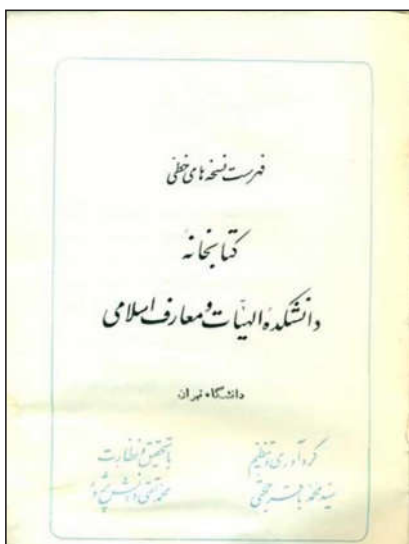 فهرست نسخه‌های خطی
کتابخانه
دانشکدهٔ الهیات و معارف اسلامی
دانشگاه تهران
گردآوری و تنظیم
سید محمد باقر حجتی
با تحقیق و نظارت
محمد تقی دانش پژوه